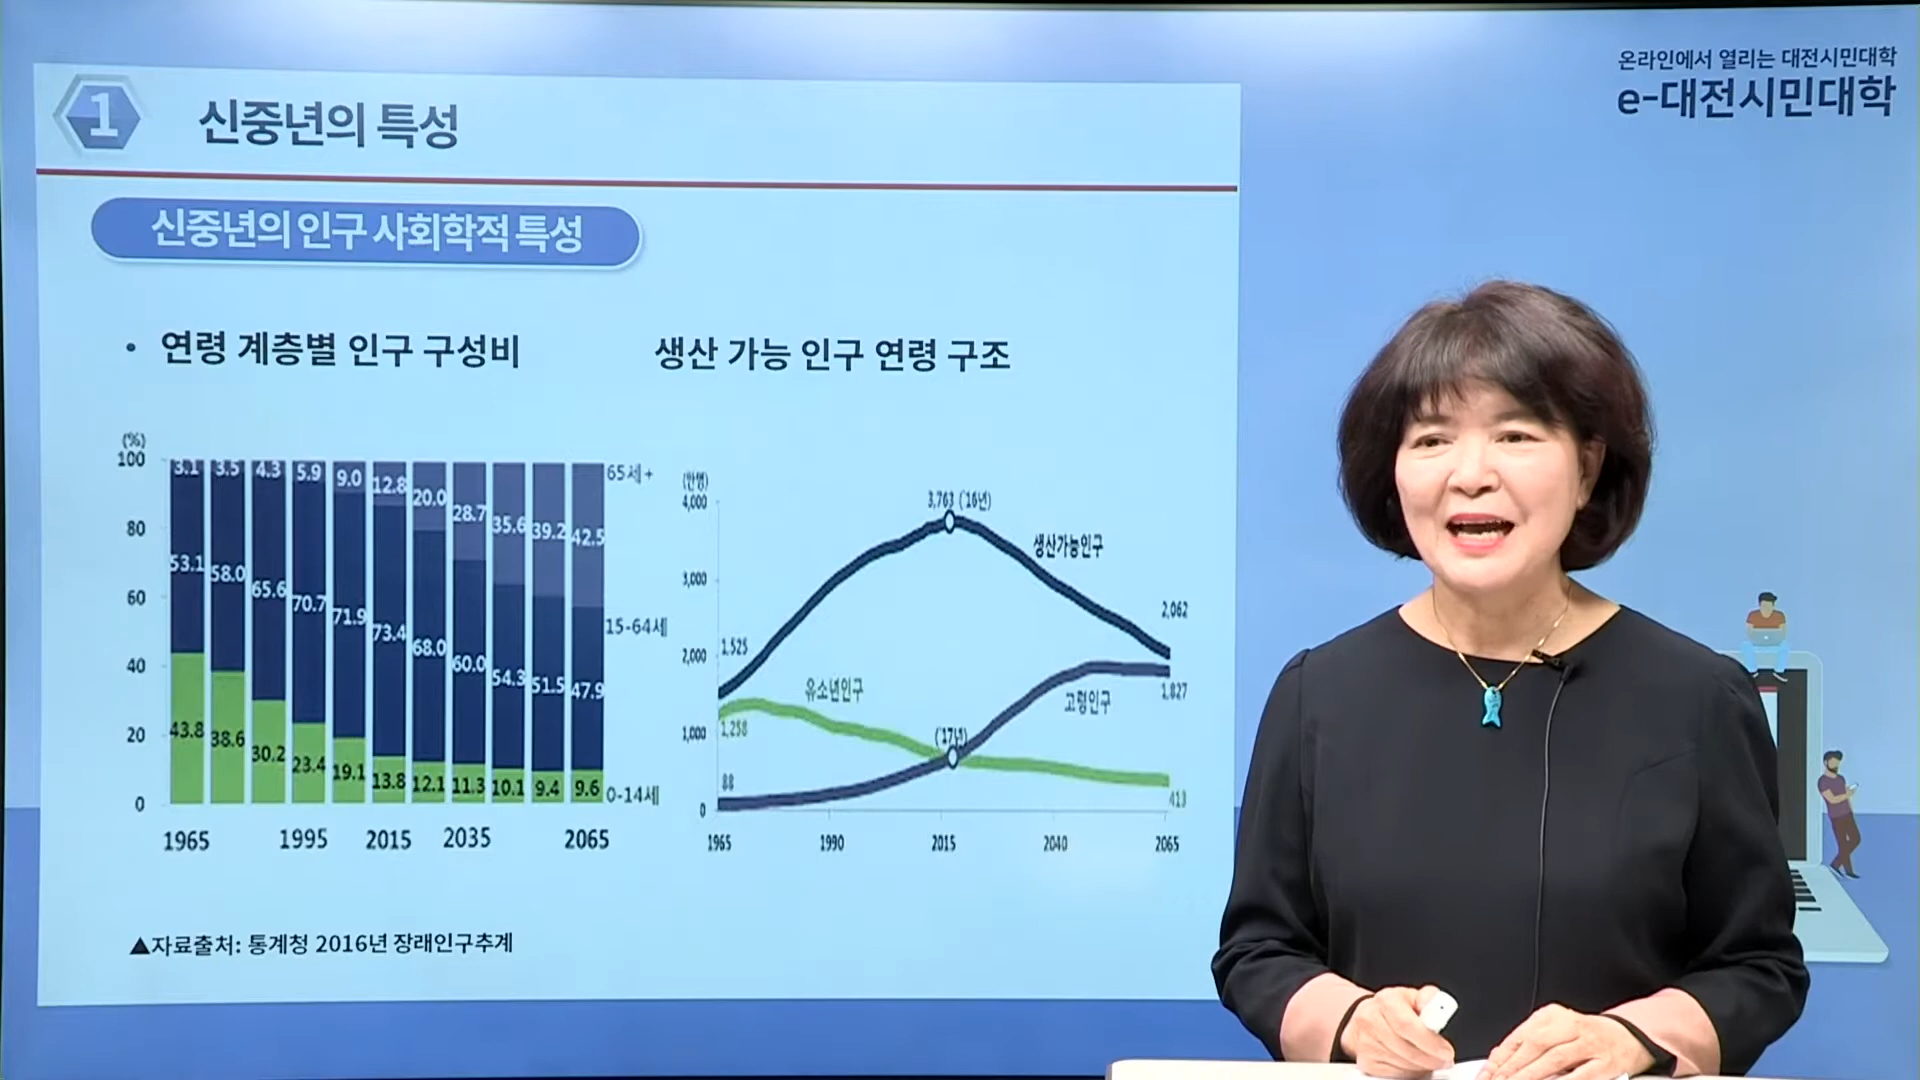 온라인에서 열리는 대전시민대학
e-대전시민대학
1
신중년의 특성
신중년의 인구 사회학적 특성
• 연령 계층별 인구 구성비
생산 가능 인구 연령 구조
(%)
100
80
60
40
20
0
3.1 3.5 4.3 5.9 9.0 12.8 20.0 28.7 35.6 39.2 42.5
65세+
53.1 58.0 65.6 70.7 71.9 73.4 68.0 60.0 54.3 51.5 47.9
15-64세
43.8 38.6 30.2 23.4 19.1 13.8 12.1 11.3 10.1 9.4 9.6
0-14세
1965 1995 2015 2035 2065
(만명)
4,000
3,000
2,000
1,000
0
3,763 ('16년)
생산가능인구
2,062
1,525
유소년인구
고령인구
1,827
1,258
('17년)
88
413
1965 1990 2015 2040 2065
▲자료출처: 통계청 2016년 장래인구추계